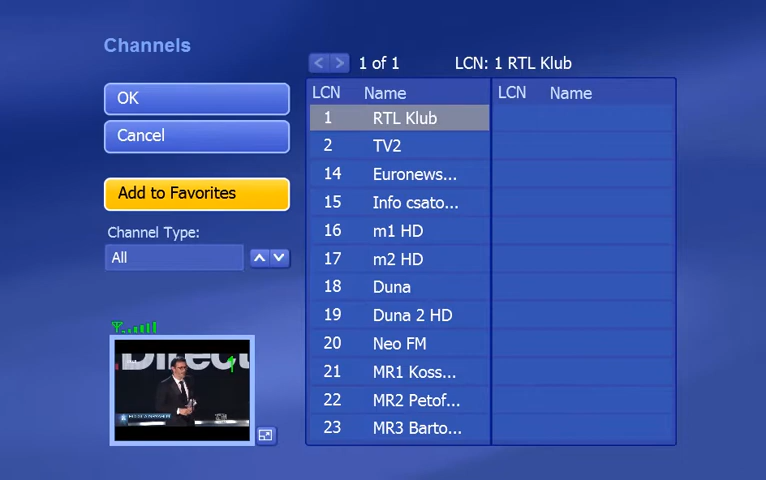 Channels
< > 1 of 1 LCN: 1 RTL Klub
OK
Cancel
Add to Favorites
Channel Type:
All
LCN Name LCN Name
1 RTL Klub
2 TV2
14 Euronews...
15 Info csato...
16 m1 HD
17 m2 HD
18 Duna
19 Duna 2 HD
20 Neo FM
21 MR1 Koss...
22 MR2 Petof...
23 MR3 Barto...
Direct